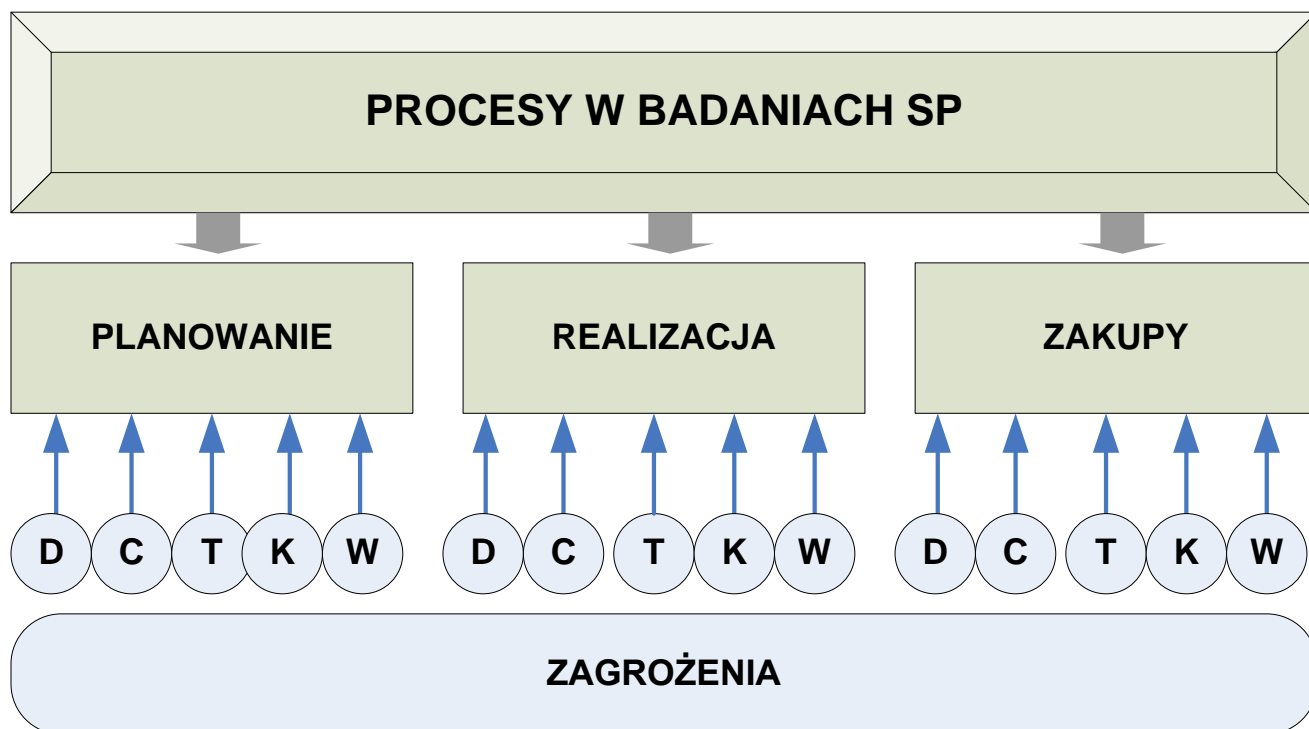 PROCESY W BADANIACH SP
PLANOWANIE REALIZACJA ZAKUPY
D C T K W D C T K W D C T K W
ZAGROŻENIA